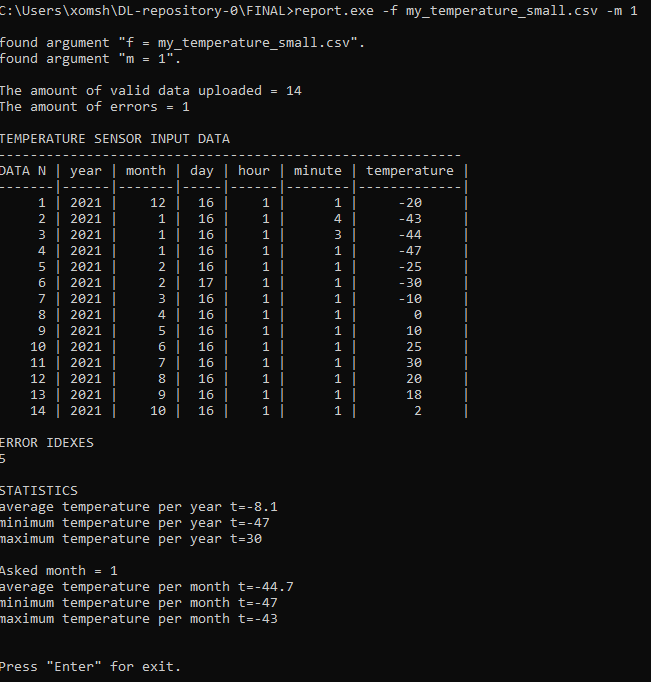 C:\Users\xomsh\DL-repository-0\FINAL>report.exe -f my_temperature_small.csv -m 1
found argument "f = my_temperature_small.csv".
found argument "m = 1".
The amount of valid data uploaded = 14
The amount of errors = 1
TEMPERATURE SENSOR INPUT DATA
----------------------------------------------------------
DATA N | year | month | day | hour | minute | temperature |
-------|------|-------|-----|------|--------|-------------|
1 | 2021 | 12 | 16 | 1 | 1 | -20 |
2 | 2021 | 1 | 16 | 1 | 4 | -43 |
3 | 2021 | 1 | 16 | 1 | 3 | -44 |
4 | 2021 | 1 | 16 | 1 | 1 | -47 |
5 | 2021 | 2 | 16 | 1 | 1 | -25 |
6 | 2021 | 2 | 17 | 1 | 1 | -30 |
7 | 2021 | 3 | 16 | 1 | 1 | -10 |
8 | 2021 | 4 | 16 | 1 | 1 | 0 |
9 | 2021 | 5 | 16 | 1 | 1 | 10 |
10 | 2021 | 6 | 16 | 1 | 1 | 25 |
11 | 2021 | 7 | 16 | 1 | 1 | 30 |
12 | 2021 | 8 | 16 | 1 | 1 | 20 |
13 | 2021 | 9 | 16 | 1 | 1 | 18 |
14 | 2021 | 10 | 16 | 1 | 1 | 2 |
ERROR IDEXES
5
STATISTICS
average temperature per year t=-8.1
minimum temperature per year t=-47
maximum temperature per year t=30
Asked month = 1
average temperature per month t=-44.7
minimum temperature per month t=-47
maximum temperature per month t=-43
Press "Enter" for exit.